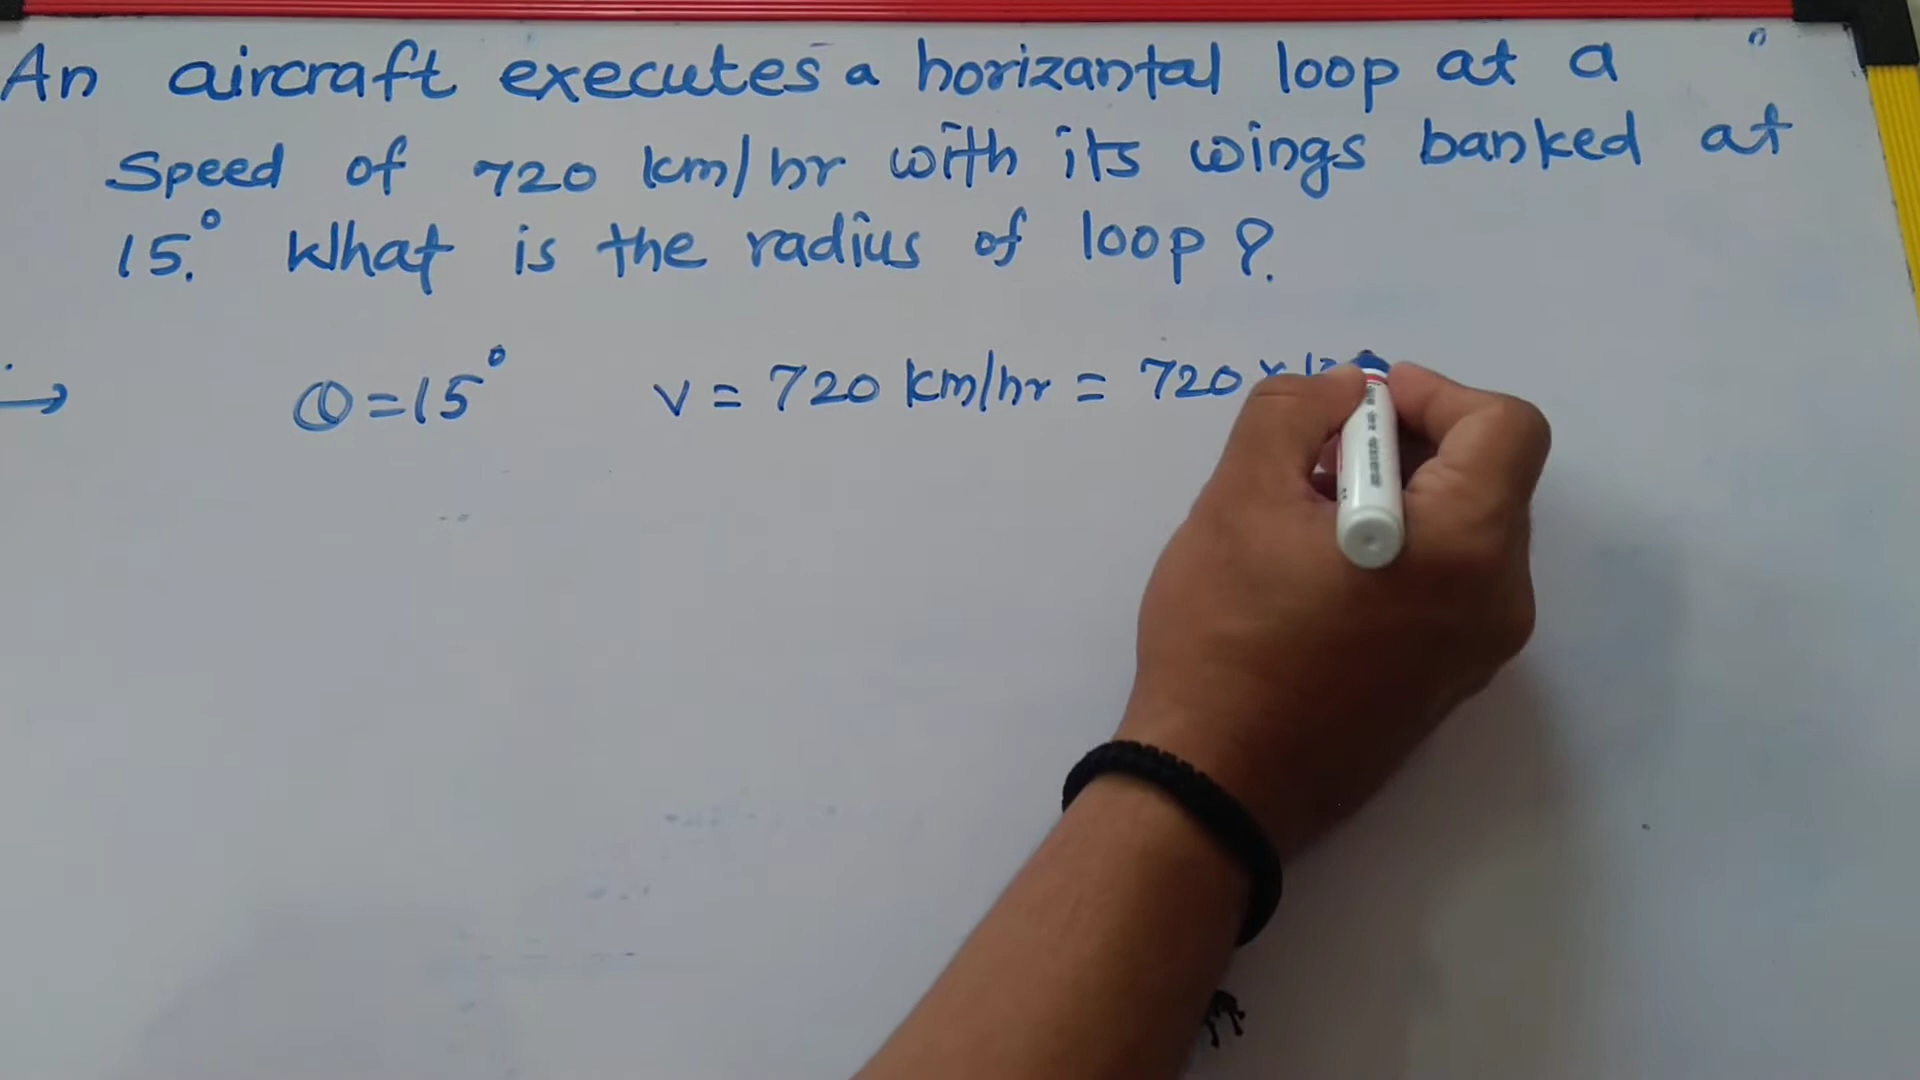 An aircraft executes a horizantal loop at a
Speed of 720 km/hr with its wings banked at
15°. What is the radius of loop ?
→ θ = 15° v = 720 km/hr = 720 ×